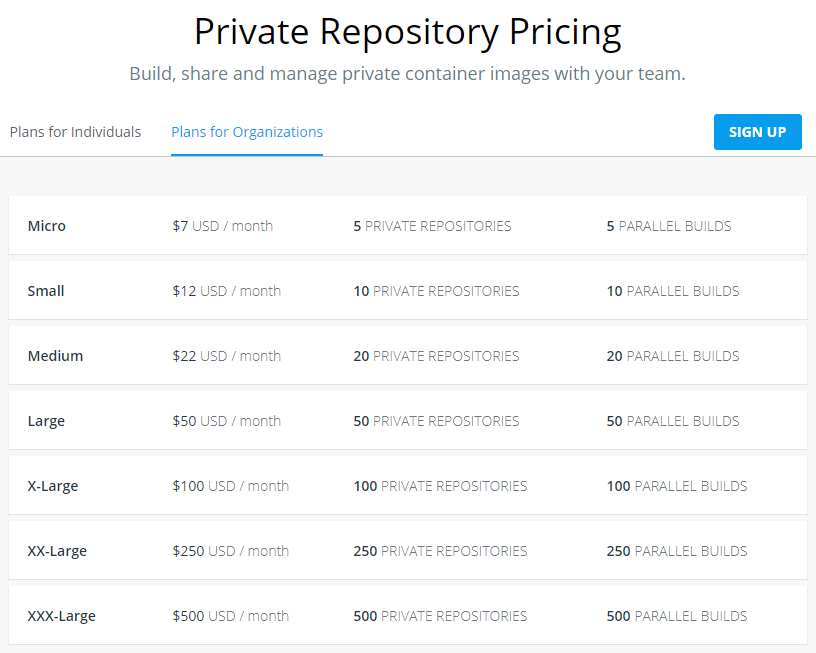 Private Repository Pricing
Build, share and manage private container images with your team.
Plans for Individuals Plans for Organizations SIGN UP
Micro $7 USD / month 5 PRIVATE REPOSITORIES 5 PARALLEL BUILDS
Small $12 USD / month 10 PRIVATE REPOSITORIES 10 PARALLEL BUILDS
Medium $22 USD / month 20 PRIVATE REPOSITORIES 20 PARALLEL BUILDS
Large $50 USD / month 50 PRIVATE REPOSITORIES 50 PARALLEL BUILDS
X-Large $100 USD / month 100 PRIVATE REPOSITORIES 100 PARALLEL BUILDS
XX-Large $250 USD / month 250 PRIVATE REPOSITORIES 250 PARALLEL BUILDS
XXX-Large $500 USD / month 500 PRIVATE REPOSITORIES 500 PARALLEL BUILDS